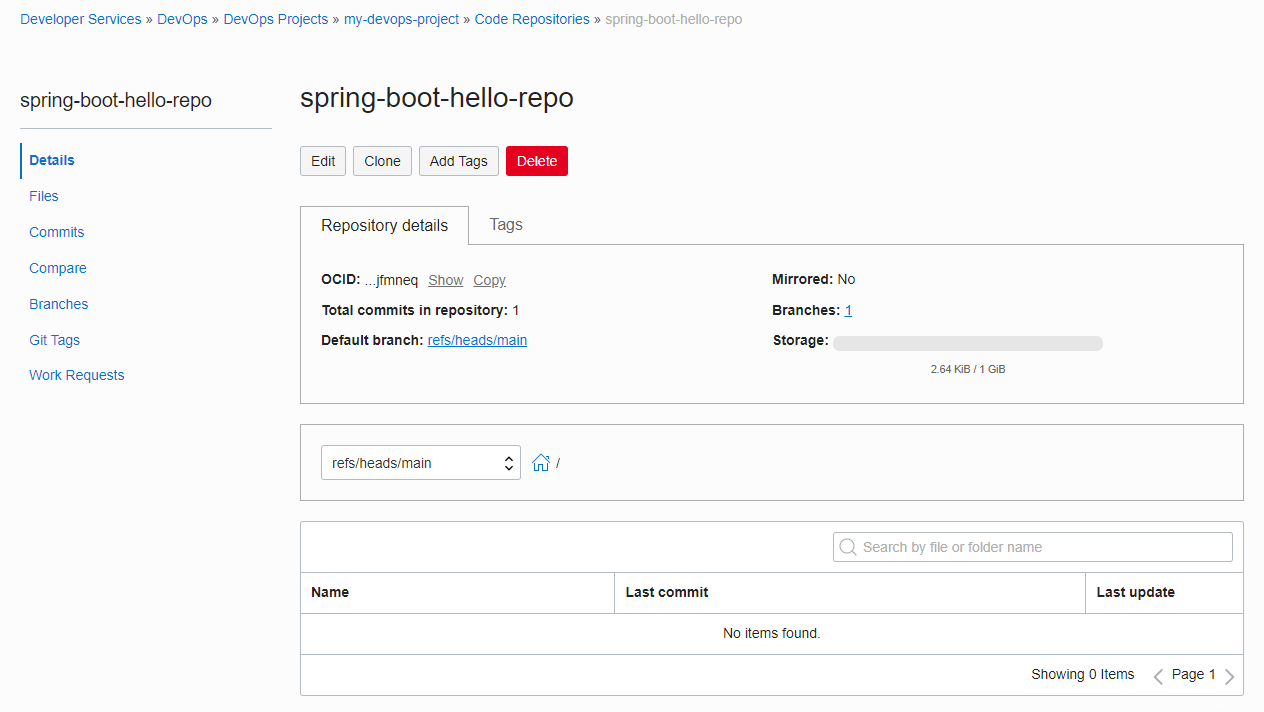 Developer Services » DevOps » DevOps Projects » my-devops-project » Code Repositories » spring-boot-hello-repo
spring-boot-hello-repo
Details
Files
Commits
Compare
Branches
Git Tags
Work Requests
spring-boot-hello-repo
Edit Clone Add Tags Delete
Repository details Tags
OCID: ...jfmneq Show Copy
Total commits in repository: 1
Default branch: refs/heads/main
Mirrored: No
Branches: 1
Storage:
2.64 KiB / 1 GiB
refs/heads/main /
Search by file or folder name
Name Last commit Last update
No items found.
Showing 0 Items Page 1